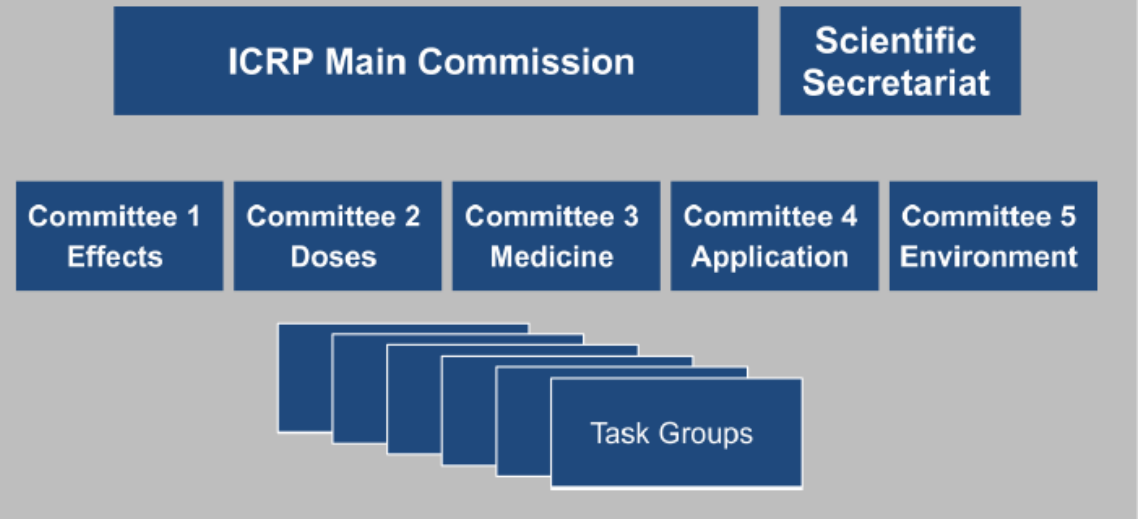 ICRP Main Commission
Scientific
Secretariat
Committee 1
Effects
Committee 2
Doses
Committee 3
Medicine
Committee 4
Application
Committee 5
Environment
Task Groups